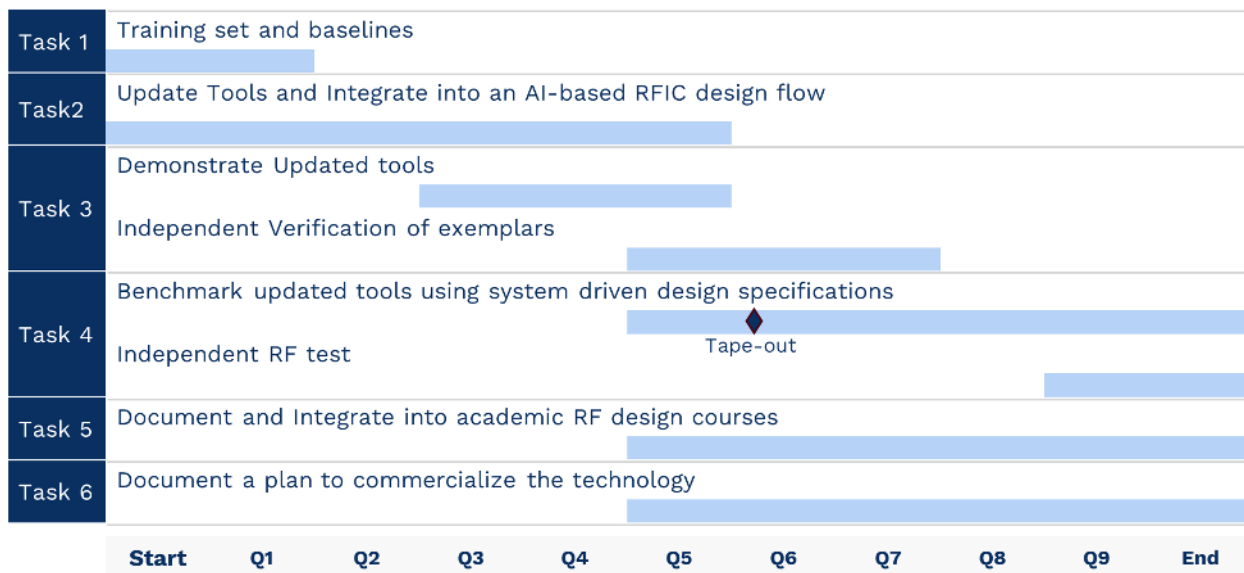 Task 1
Training set and baselines
Task2
Update Tools and Integrate into an AI-based RFIC design flow
Task 3
Demonstrate Updated tools
Independent Verification of exemplars
Task 4
Benchmark updated tools using system driven design specifications
Tape-out
Independent RF test
Task 5
Document and Integrate into academic RF design courses
Task 6
Document a plan to commercialize the technology
Start Q1 Q2 Q3 Q4 Q5 Q6 Q7 Q8 Q9 End